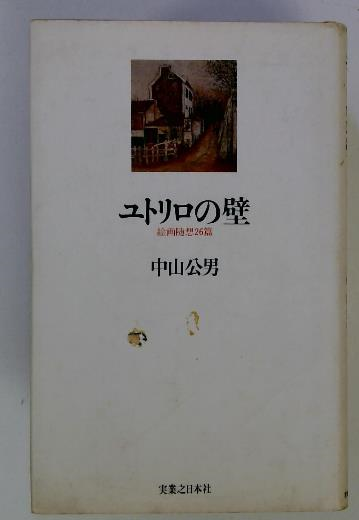 ユトリロの壁
絵画随想26篇
中山公男
実業之日本社